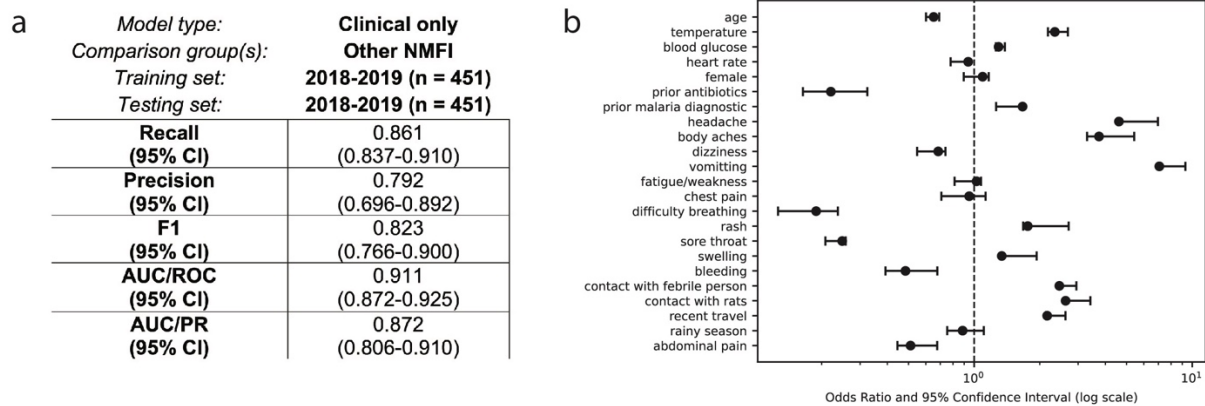 a
Model type: Clinical only
Comparison group(s): Other NMFI
Training set: 2018-2019 (n = 451)
Testing set: 2018-2019 (n = 451)
Recall 0.861
(95% CI) (0.837-0.910)
Precision 0.792
(95% CI) (0.696-0.892)
F1 0.823
(95% CI) (0.766-0.900)
AUC/ROC 0.911
(95% CI) (0.872-0.925)
AUC/PR 0.872
(95% CI) (0.806-0.910)
b
age
temperature
blood glucose
heart rate
female
prior antibiotics
prior malaria diagnostic
headache
body aches
dizziness
vomitting
fatigue/weakness
chest pain
difficulty breathing
rash
sore throat
swelling
bleeding
contact with febrile person
contact with rats
recent travel
rainy season
abdominal pain
10⁰ 10¹
Odds Ratio and 95% Confidence Interval (log scale)